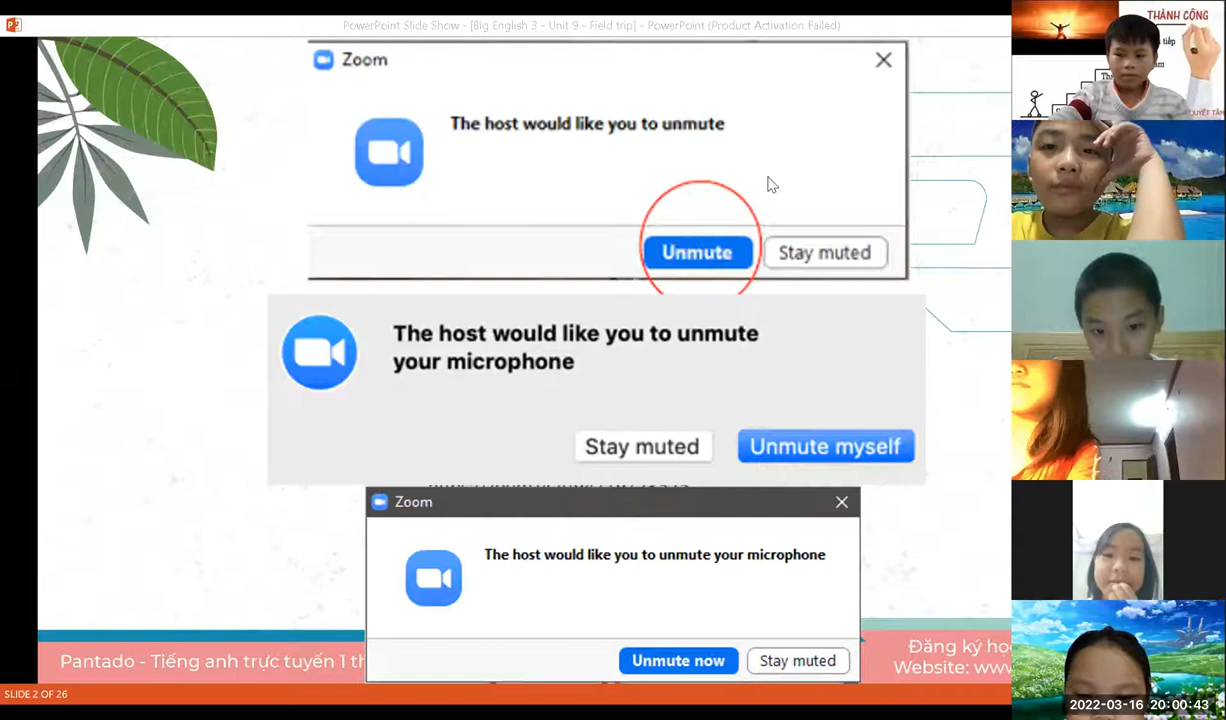 PowerPoint Slide Show - [Big English 3 - Unit 9 - Field trip] - PowerPoint (Product Activation Failed)
Zoom
The host would like you to unmute
Unmute
Stay muted
The host would like you to unmute
your microphone
Stay muted
Unmute myself
Zoom
The host would like you to unmute your microphone
Unmute now
Stay muted
Pantado - Tiếng anh trực tuyến 1 th
Đăng ký họ
Website: www
SLIDE 2 OF 26
THÀNH CÔNG
tiếp
2022-03-16 20:00:43